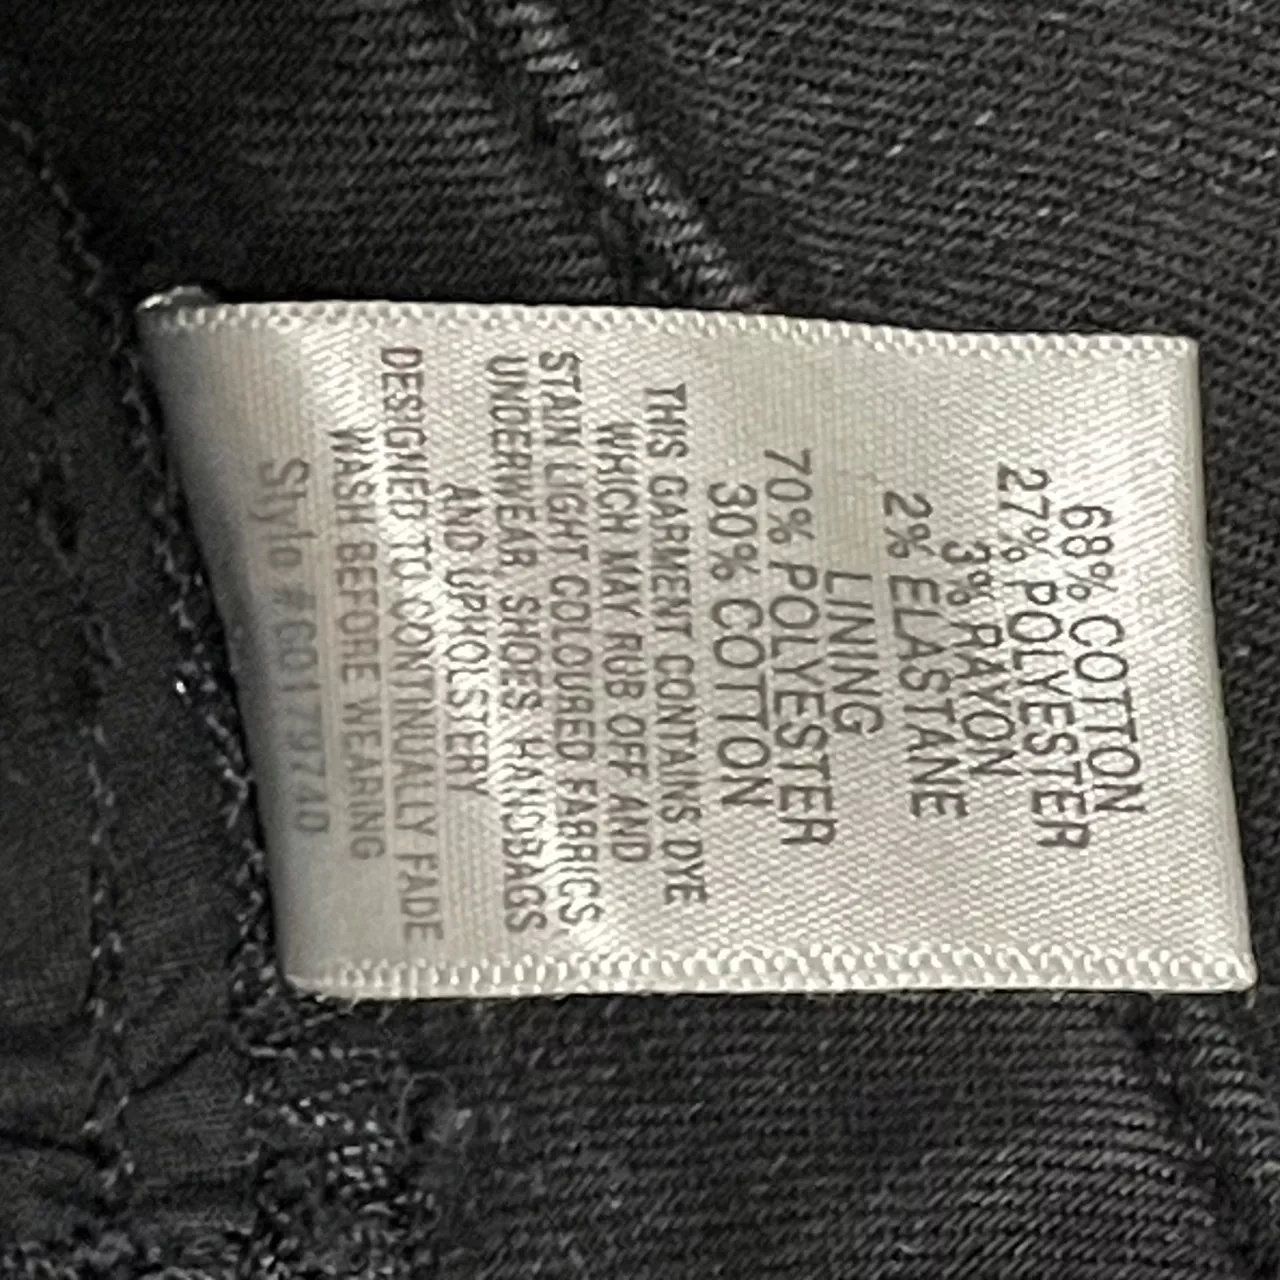 68% COTTON
27% POLYESTER
3% RAYON
2% ELASTANE
LINING
70% POLYESTER
30% COTTON
THIS GARMENT CONTAINS DYE
WHICH MAY RUB OFF AND
STAIN LIGHT COLOURED FABRICS
UNDERWEAR, SHOES, HANDBAGS
AND UPHOLSTERY
DESIGNED TO CONTINUALLY FADE
WASH BEFORE WEARING
Style #